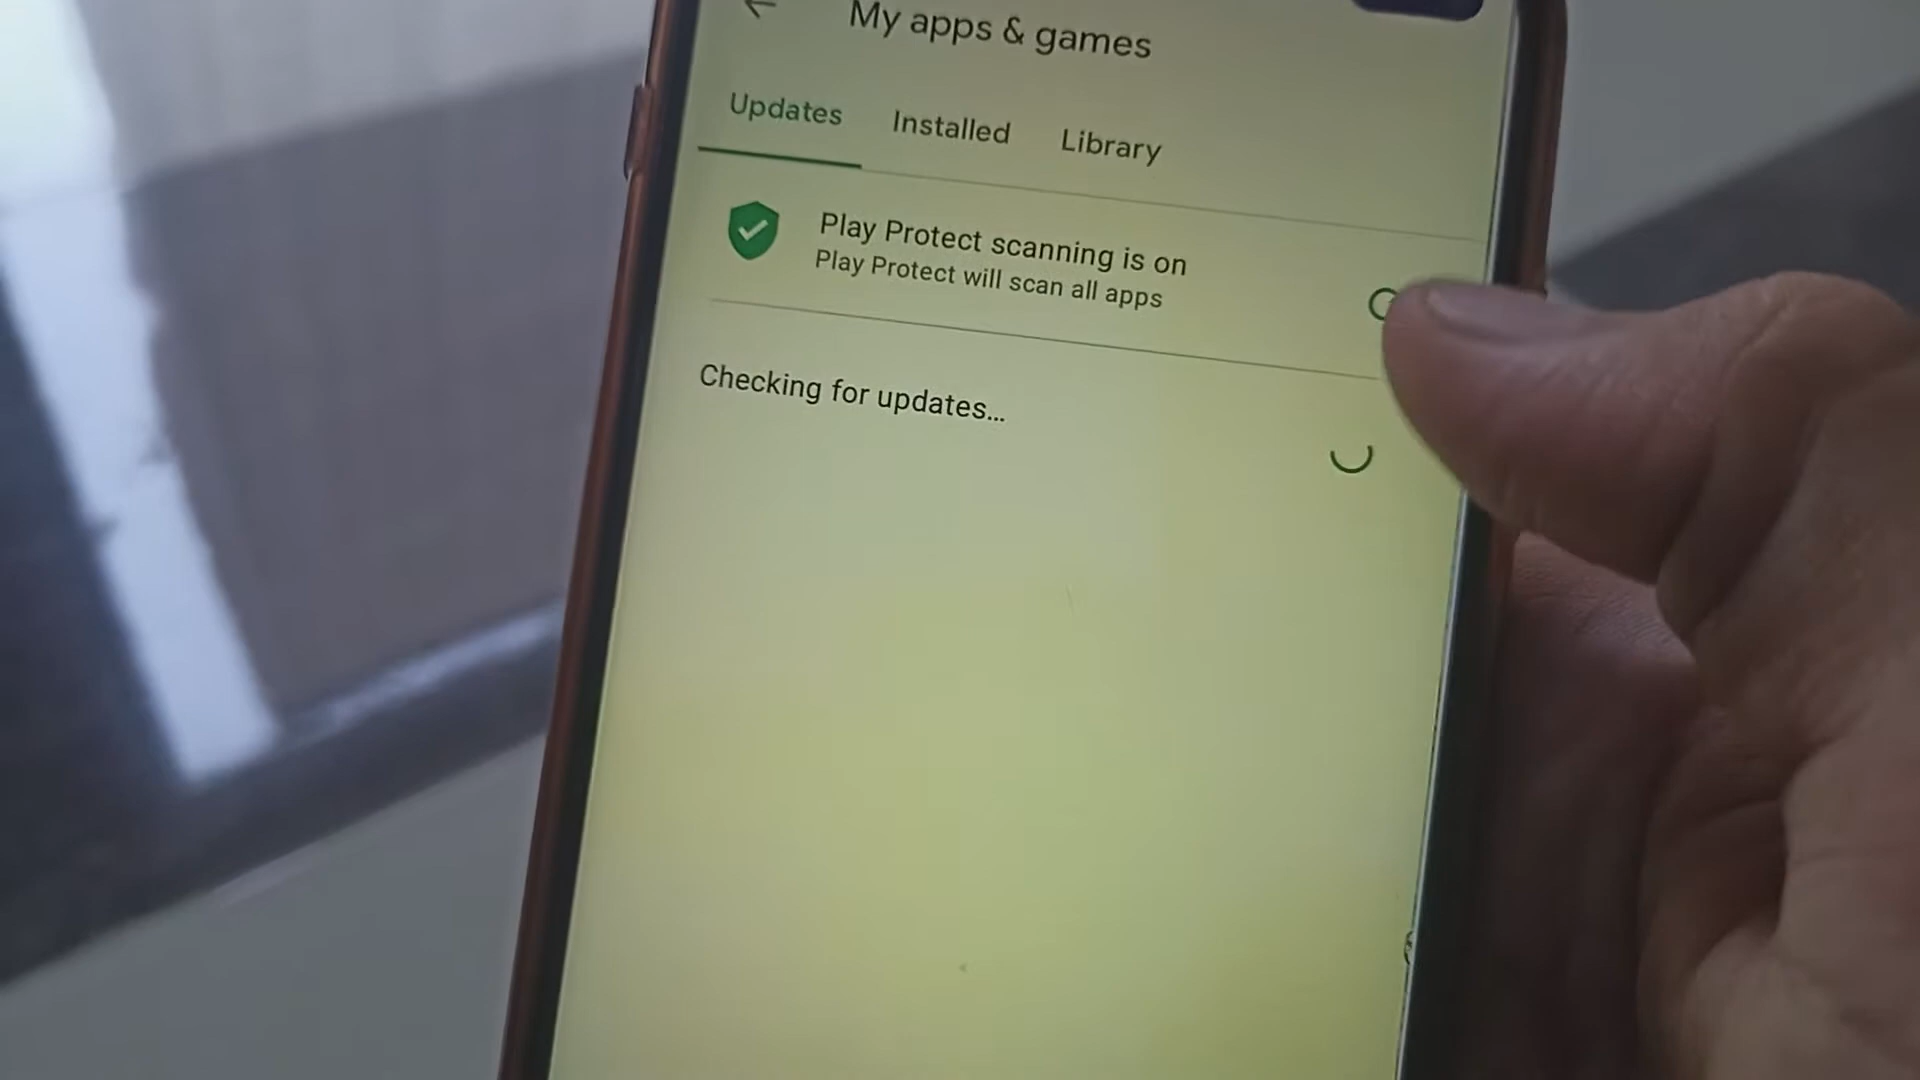 My apps & games
Updates Installed Library
Play Protect scanning is on
Play Protect will scan all apps
Checking for updates...